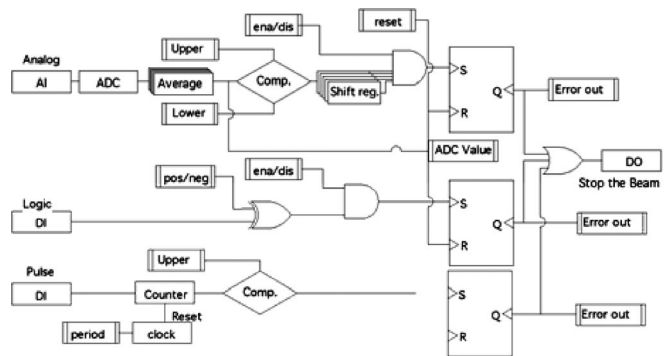 ena/dis
reset
Analog
Upper
AI
ADC
Average
Comp.
Shift reg.
S
Q
R
Error out
Lower
ADC Value
DO
Stop the Beam
pos/neg
ena/dis
Logic
DI
S
Q
R
Error out
Pulse
Upper
DI
Counter
Comp.
S
Q
R
Error out
Reset
period
clock